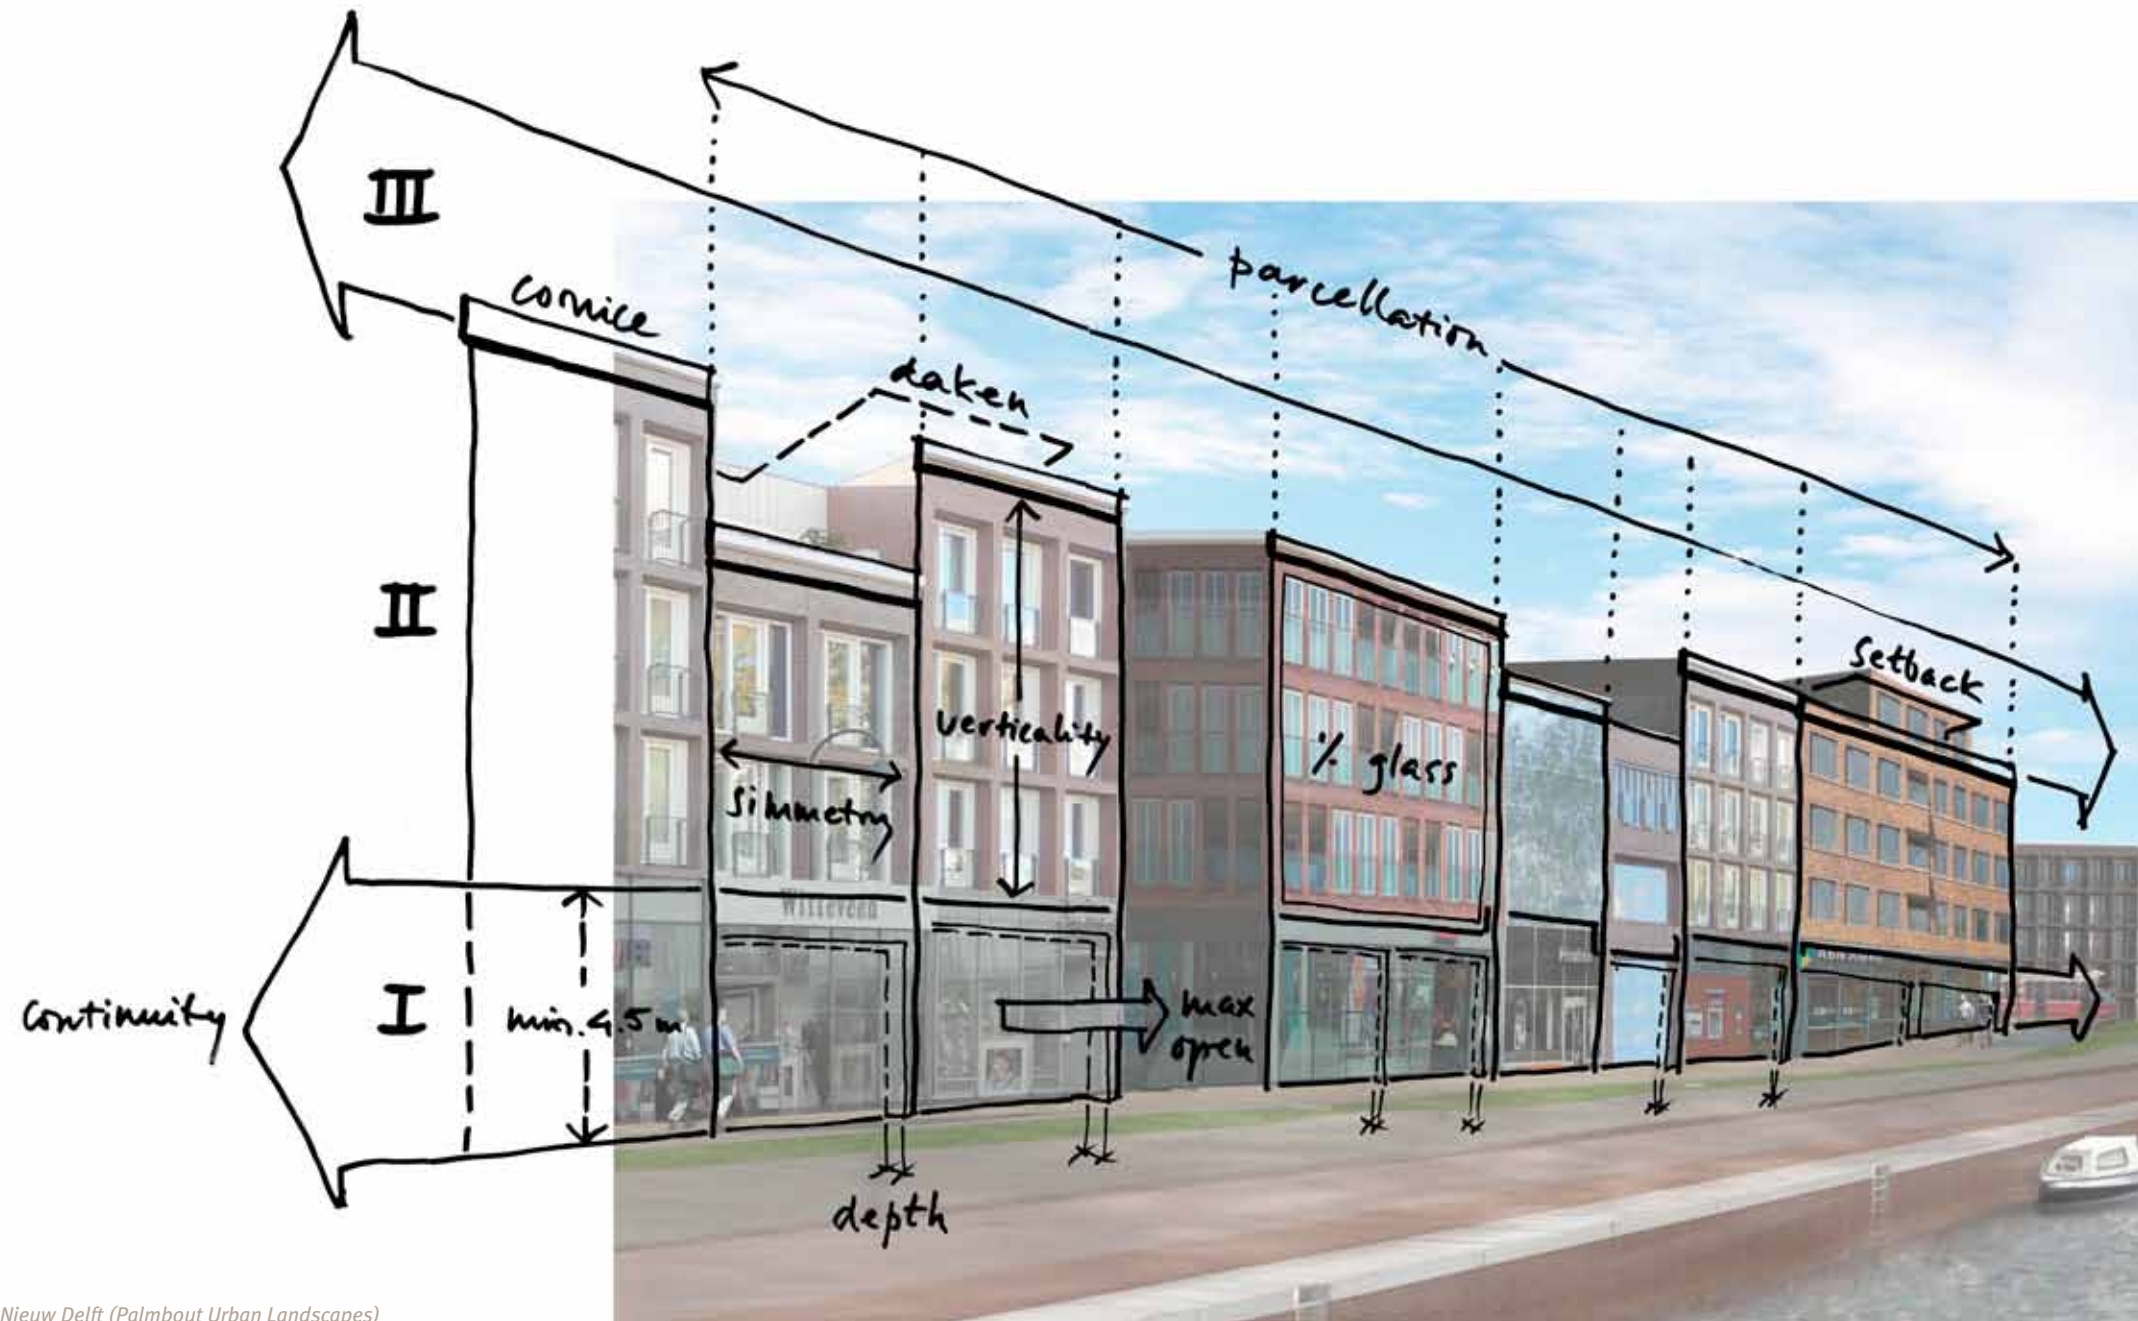 III
cornice
parcellation
daken
II
setback
verticality
% glass
simmetry
Witteveen
continuity
I
min. 4.5 m
max
open
depth
Nieuw Delft (Palmbout Urban Landscapes)